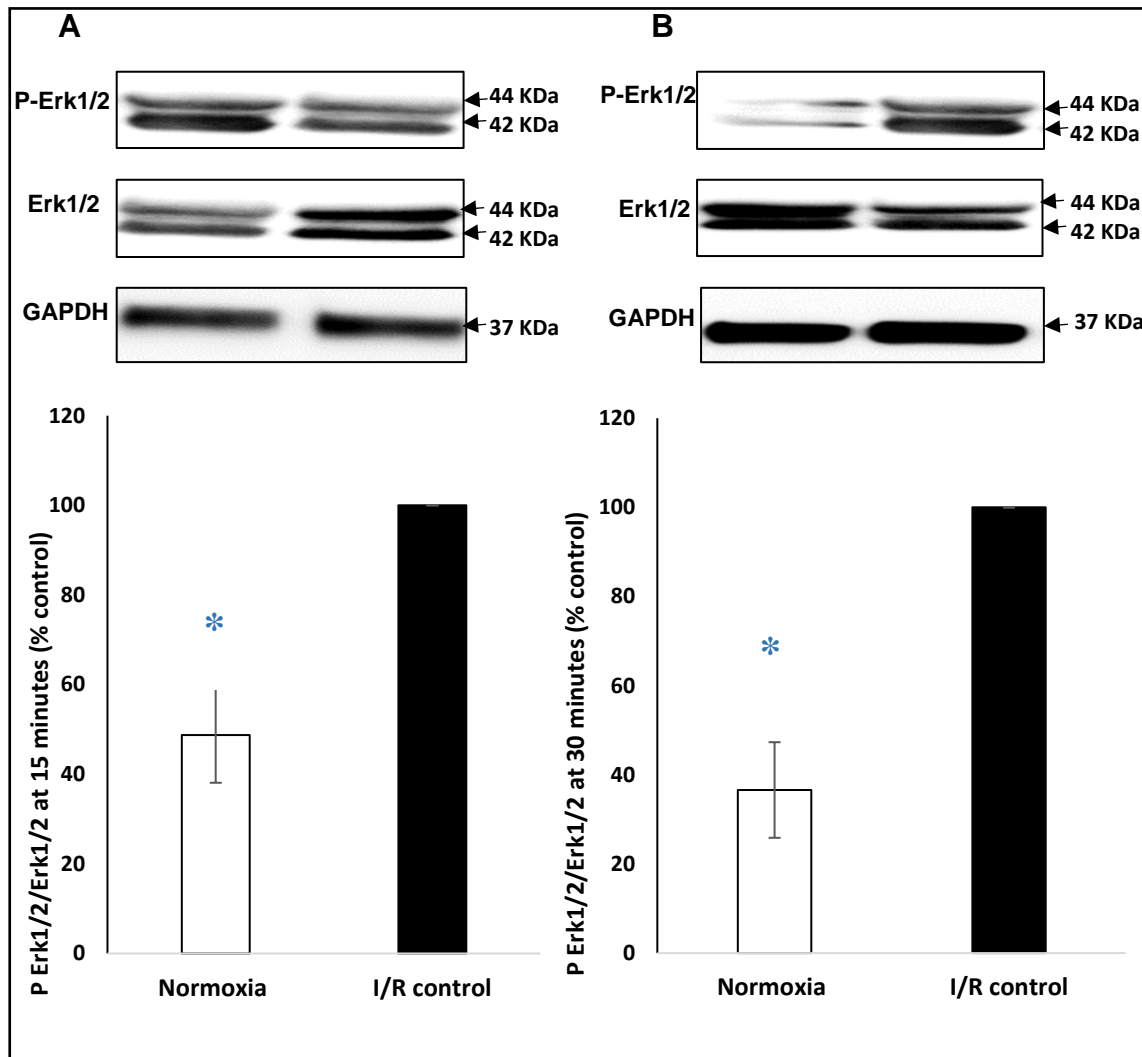 A
P-Erk1/2
44 KDa
42 KDa
Erk1/2
44 KDa
42 KDa
GAPDH
37 KDa
P Erk1/2/Erk1/2 at 15 minutes (% control)
120
100
80
60
40
20
0
*
Normoxia
I/R control
B
P-Erk1/2
44 KDa
42 KDa
Erk1/2
44 KDa
42 KDa
GAPDH
37 KDa
P Erk1/2/Erk1/2 at 30 minutes (% control)
120
100
80
60
40
20
0
*
Normoxia
I/R control